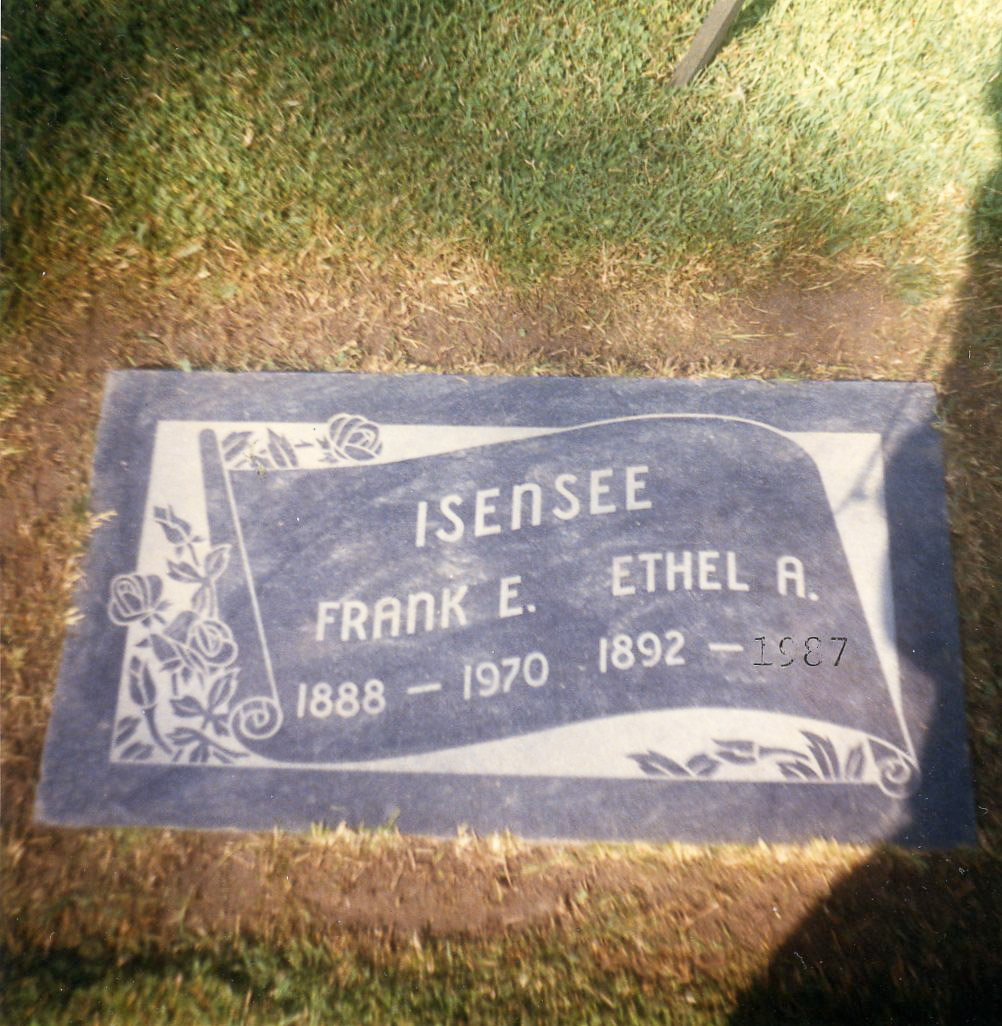 ISENSEE
FRANK E. ETHEL A.
1888 – 1970 1892 – 1987